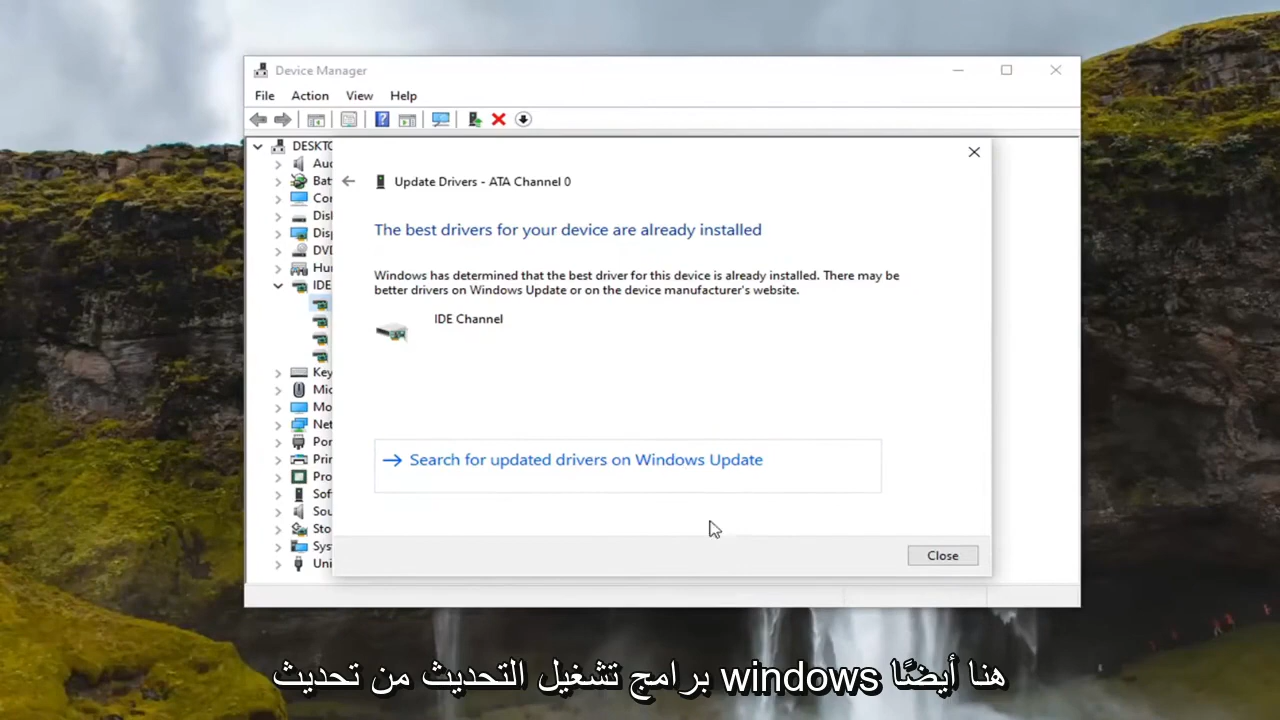 Device Manager
File Action View Help
DESKTO
Aud
Bat
Cor
Disk
Disp
DVD
Hun
IDE
Key
Mic
Mo
Net
Por
Prin
Pro
Sof
Sou
Sto
Sys
Uni
Update Drivers - ATA Channel 0
The best drivers for your device are already installed
Windows has determined that the best driver for this device is already installed. There may be
better drivers on Windows Update or on the device manufacturer's website.
IDE Channel
Search for updated drivers on Windows Update
Close
هنا أيضًا windows برامج تشغيل التحديث من تحديث